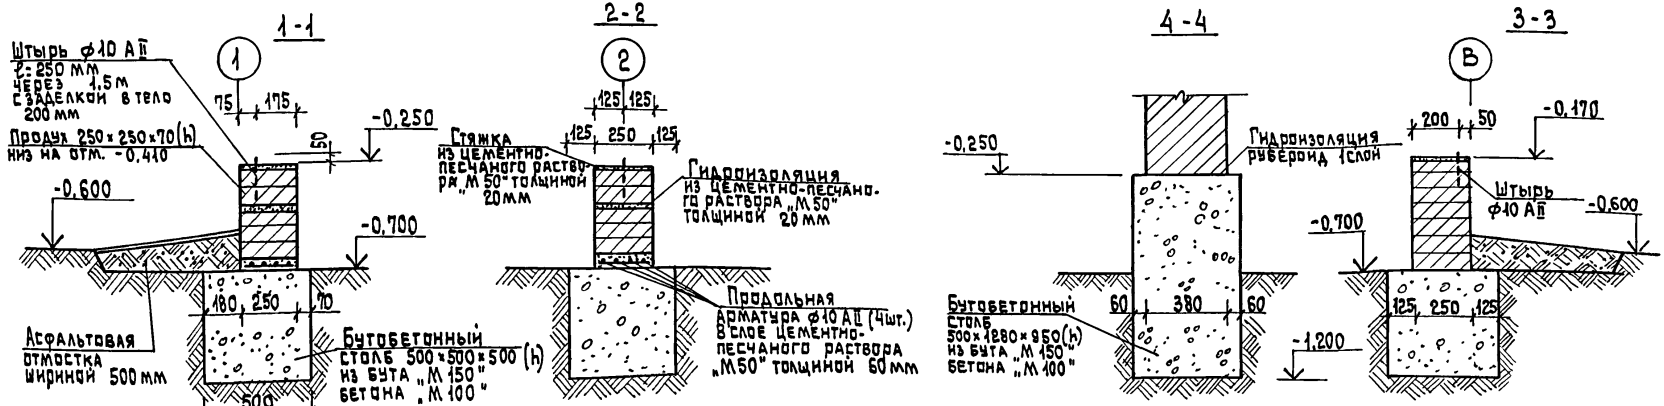 1-1
Штырь ф10 АII
ℓ=250 мм
через 1,5м
с заделкой в тело
200 мм
Продух 250×250×70(h)
низ на отм. -0,410
1
75 175
50
-0,250
-0,600
-0,700
180 250 70
500
Асфальтовая
отмостка
шириной 500 мм
Бутобетонный
столб 500×500×500 (h)
из бута „М 150"
бетона „М 100"
2-2
2
125 125
125 250 125
Стяжка
из цементно-
песчаного раство-
ра „М 50" толщиной
20мм
Гидроизоляция
из цементно-песчано-
го раствора „М50"
толщиной 20 мм
Продольная
арматура ф10 АII (4шт.)
в слое цементно-
песчаного раствора
„М50" толщиной 60 мм
4-4
-0,250
Гидроизоляция
рубероид 1слой
60 380 60
Бутобетонный
столб
500×1280×950(h)
из бута „М 150"
бетона „М 100"
-1,200
3-3
В
200 50
-0,170
Штырь
ф10 АII
-0,600
-0,700
125 250 125